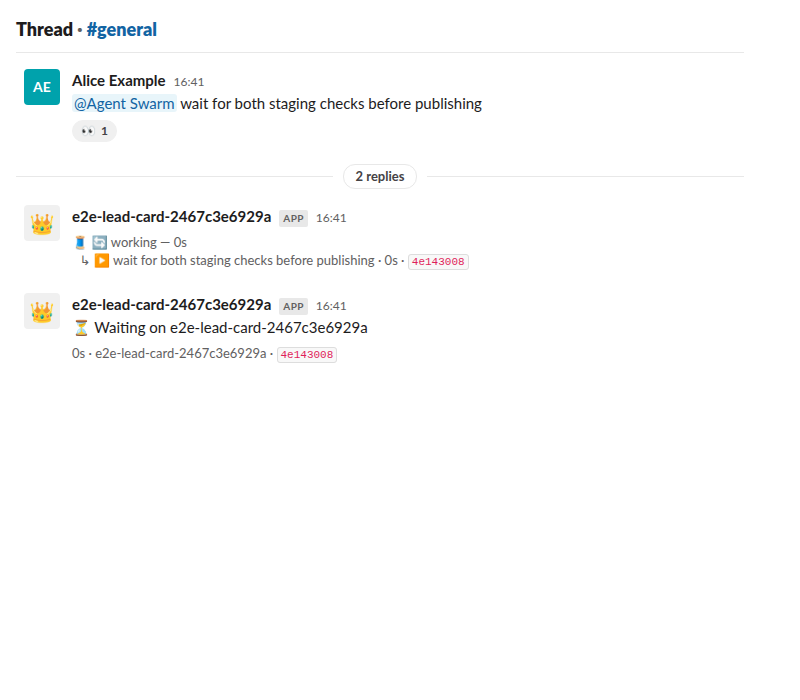 Thread • #general
AE
Alice Example 16:41
@Agent Swarm wait for both staging checks before publishing
👀 1
2 replies
e2e-lead-card-2467c3e6929a APP 16:41
🧵 🔄 working — 0s
↳ ▶️ wait for both staging checks before publishing · 0s · 4e143008
e2e-lead-card-2467c3e6929a APP 16:41
⏳ Waiting on e2e-lead-card-2467c3e6929a
0s · e2e-lead-card-2467c3e6929a · 4e143008